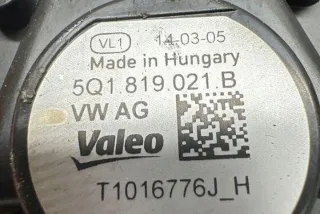 VL1 14-03-05
Made in Hungary
5Q1.819.021.B
VW AG
Valeo
T1016776J_H